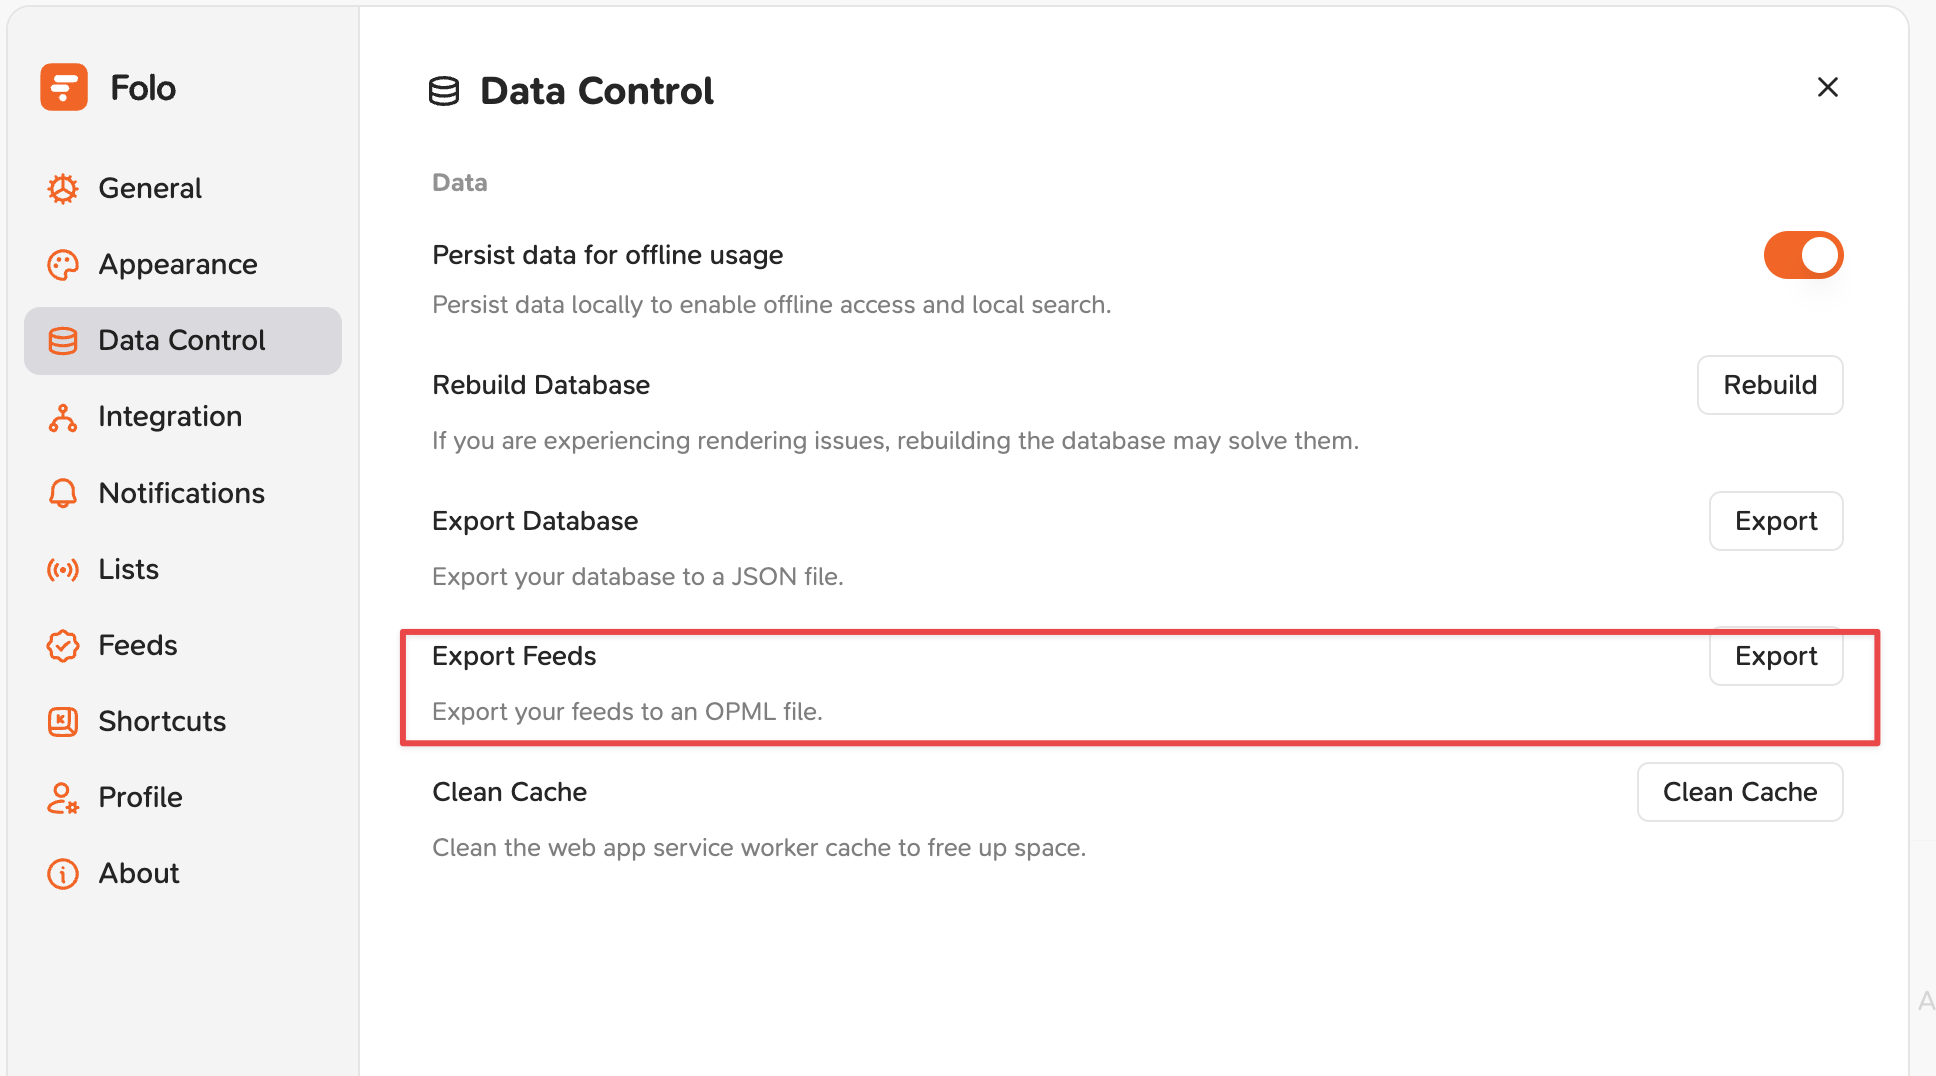 Folo
General
Appearance
Data Control
Integration
Notifications
Lists
Feeds
Shortcuts
Profile
About
Data Control
Data
Persist data for offline usage
Persist data locally to enable offline access and local search.
Rebuild Database
Rebuild
If you are experiencing rendering issues, rebuilding the database may solve them.
Export Database
Export
Export your database to a JSON file.
Export Feeds
Export
Export your feeds to an OPML file.
Clean Cache
Clean Cache
Clean the web app service worker cache to free up space.
A